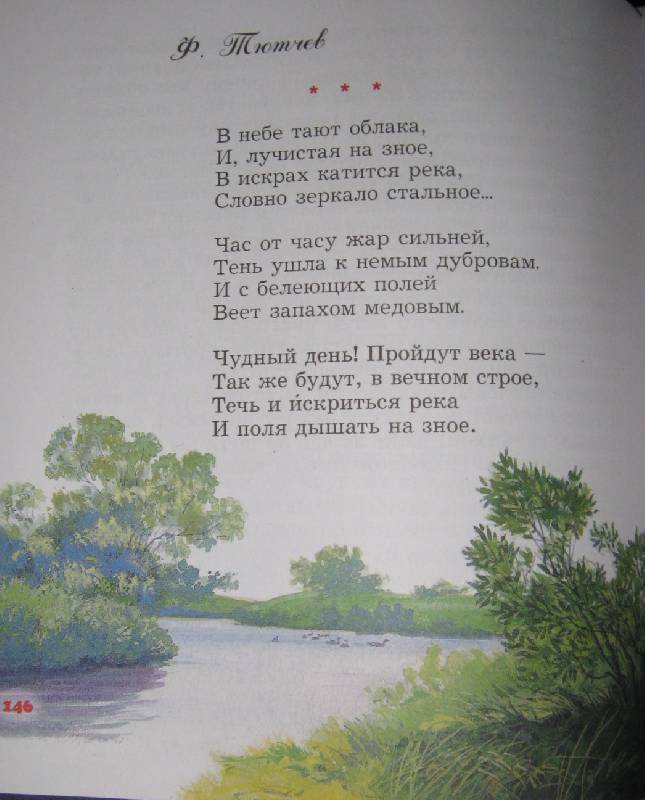 Ф. Тютчев
* * *
В небе тают облака,
И, лучистая на зное,
В искрах катится река,
Словно зеркало стальное...
Час от часу жар сильней,
Тень ушла к немым дубровам,
И с белеющих полей
Веет запахом медовым.
Чудный день! Пройдут века —
Так же будут, в вечном строе,
Течь и и́скриться река
И поля дышать на зное.
146